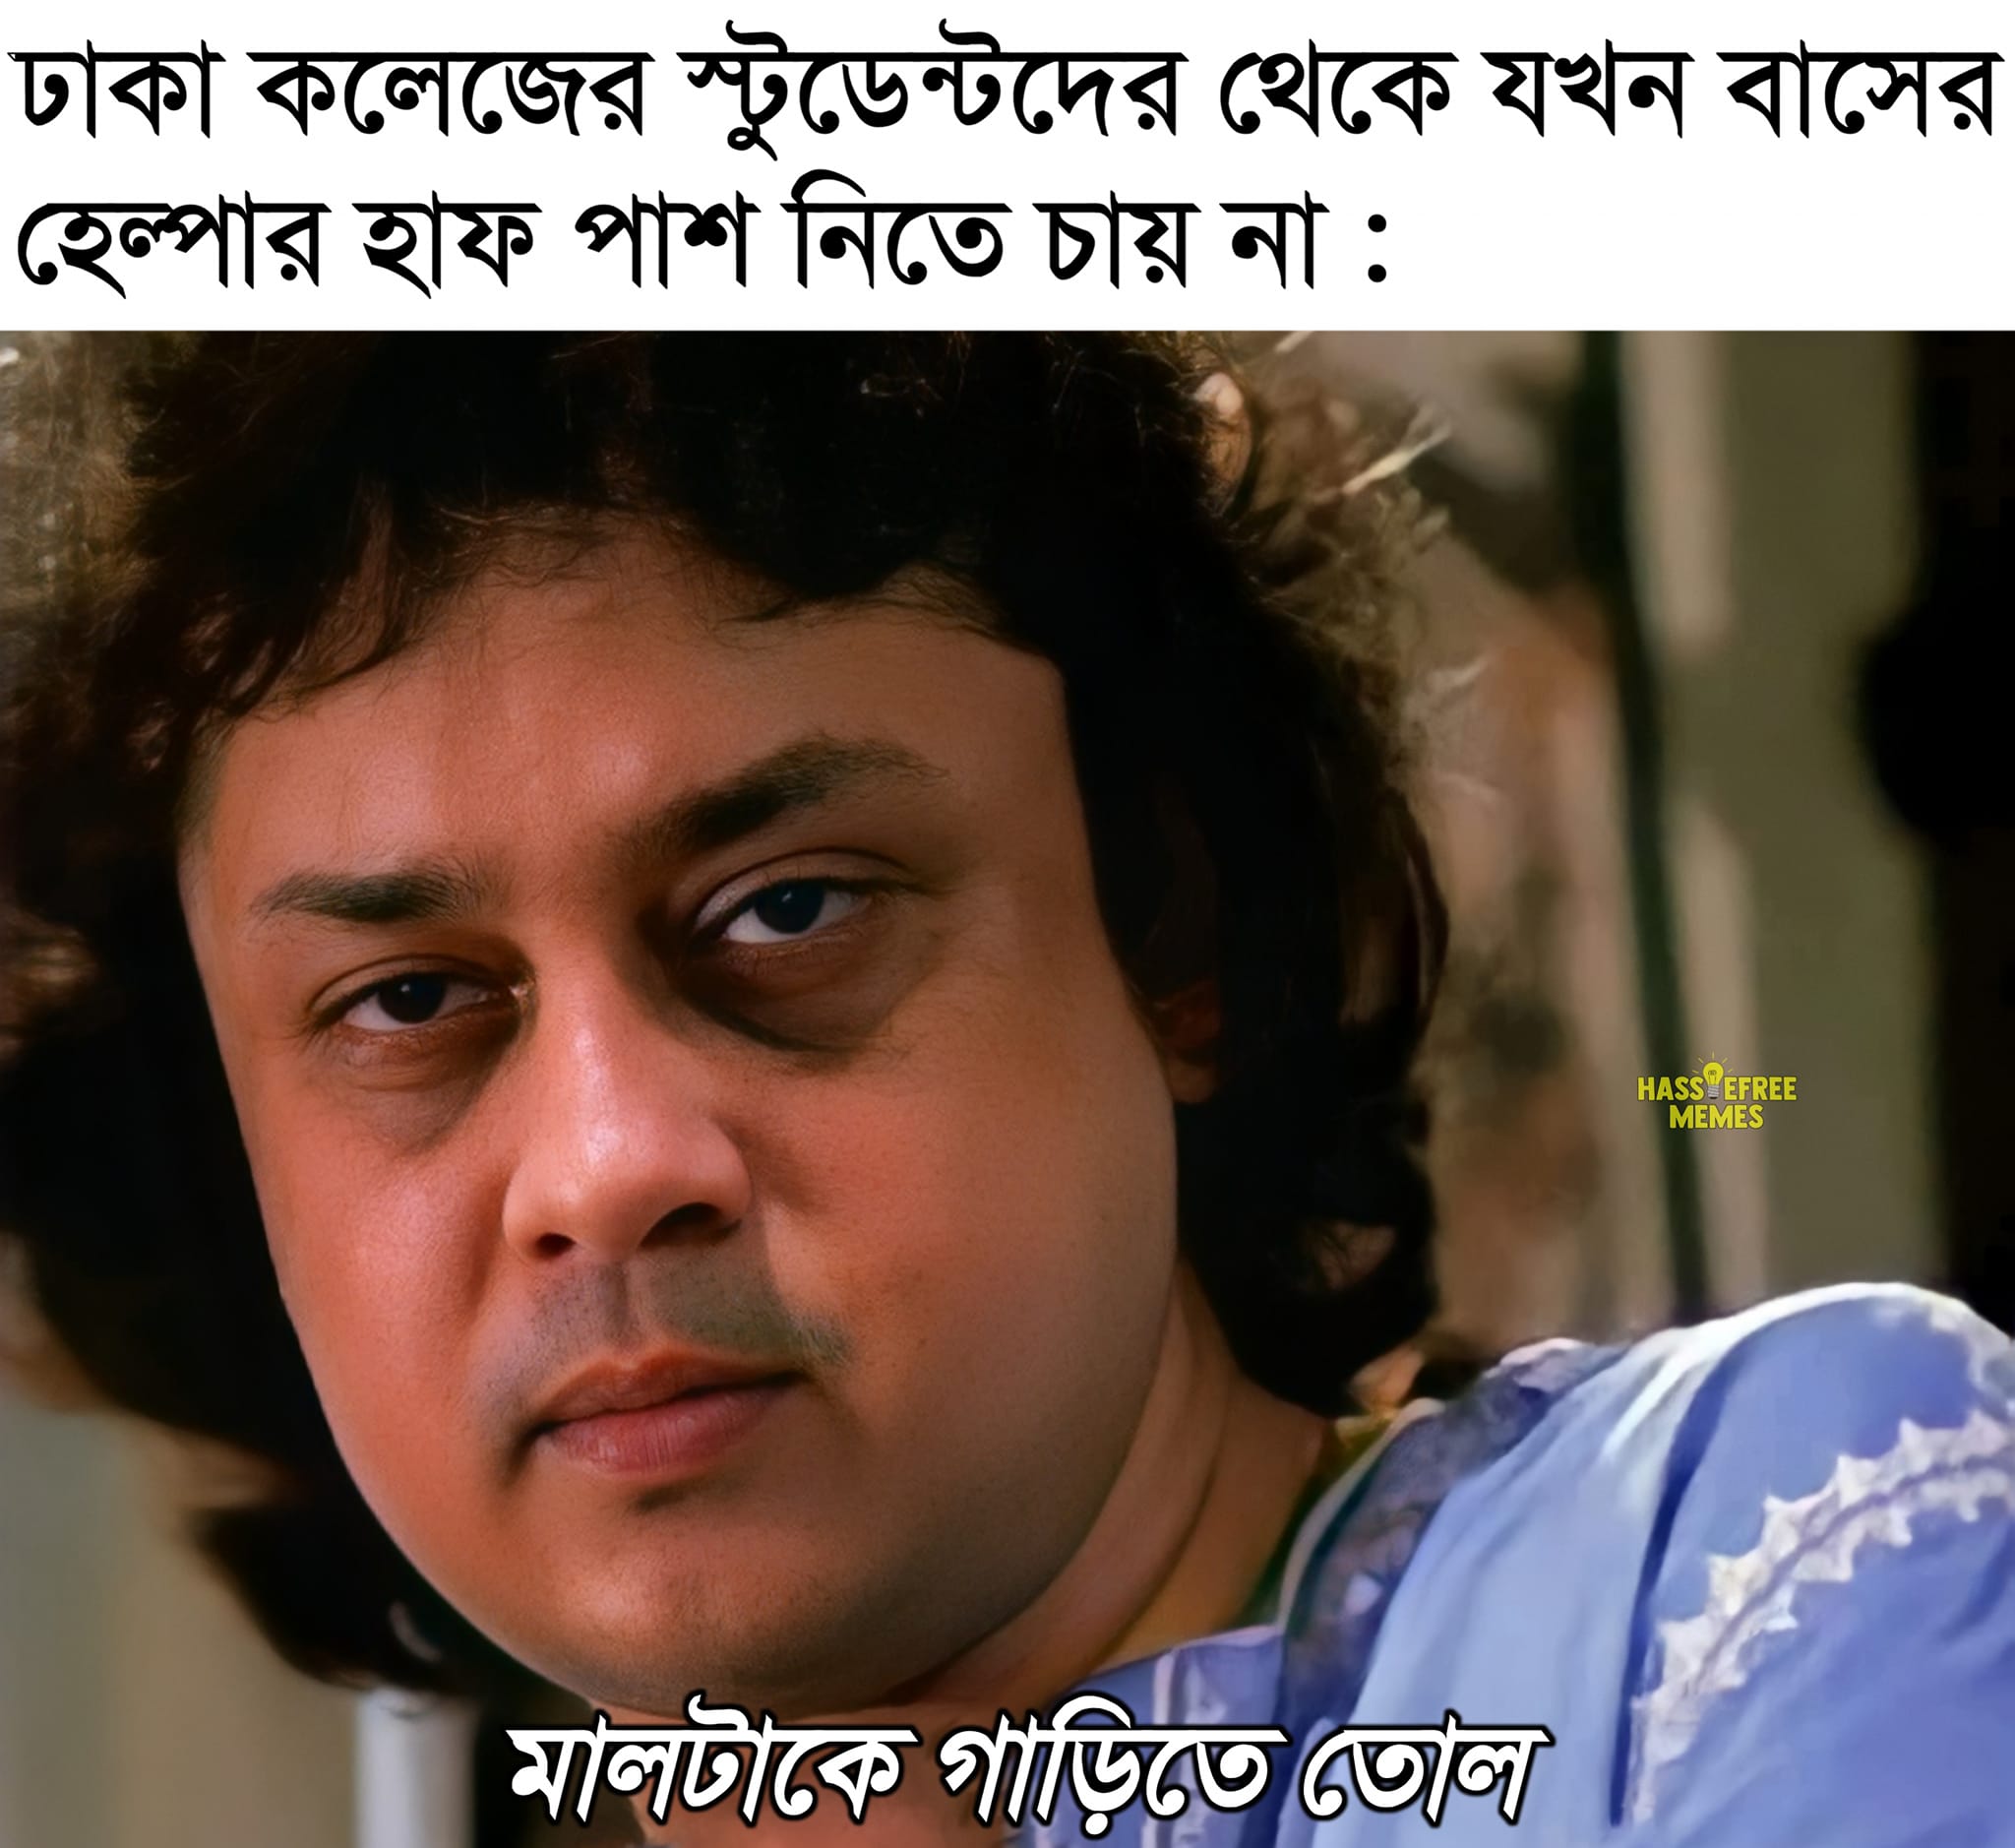 ঢাকা কলেজের স্টুডেন্টদের থেকে যখন বাসের
হেল্পার হাফ পাশ নিতে চায় না :
HASSLEFREE
MEMES
মালটাকে গাড়িতে তোল